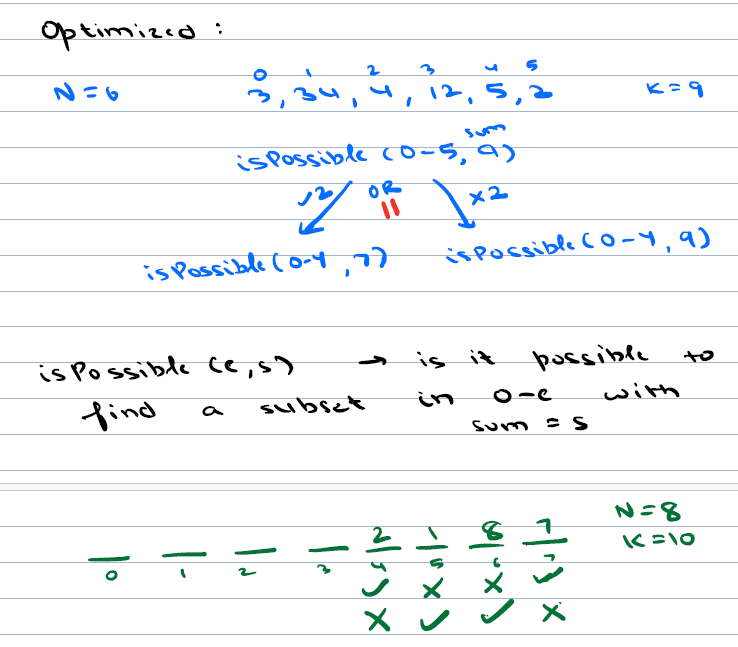 Optimized :
0 1 2 3 4 5
N = 6 3, 34, 4, 12, 5, 2 K = 9
sum
isPossible (0-5, 9)
✓2 OR × 2
||
isPossible (0-4, 7) isPossible (0-4, 9)
isPossible (e, s) → is it possible to
find a subset in 0-e with
sum = s
N = 8
2 1 8 7
K = 10
0 1 2 3 4 5 6 7
✓ × × ✓
× ✓ ✓ ×